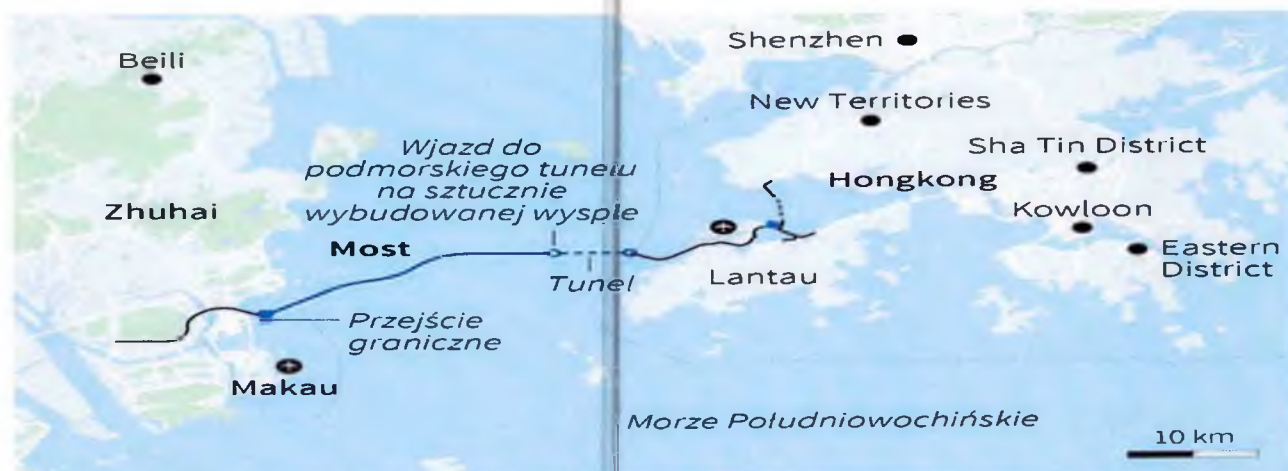 Shenzhen
Beili
New Territories
Wjazd do
podmorskiego tunelu
na sztucznie
wybudowanej wyspie
Sha Tin District
Hongkong
Zhuhai
Kowloon
Most
Eastern
District
Tunel
Lantau
Przejście
graniczne
Makau
Morze Południowochińskie
10 km